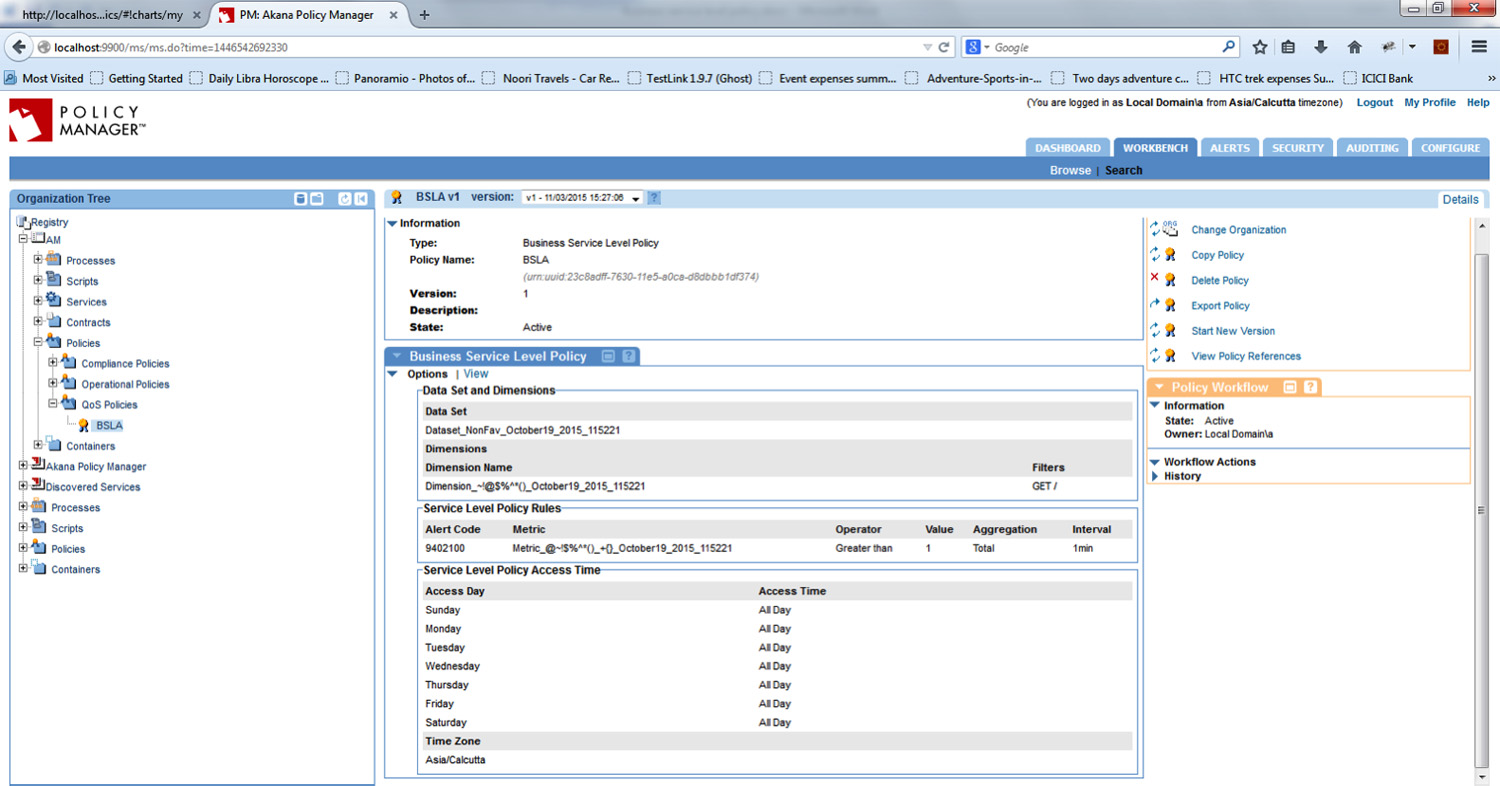 http://localhos...ics/#!charts/my
PM: Akana Policy Manager
localhost:9900/ms/ms.do?time=1446542692330
Google
Most Visited Getting Started Daily Libra Horoscope ... Panoramio - Photos of... Noori Travels - Car Re... TestLink 1.9.7 (Ghost) Event expenses summ... Adventure-Sports-in-... Two days adventure c... HTC trek expenses Su... ICICI Bank »
POLICY
MANAGER™
(You are logged in as Local Domain\a from Asia/Calcutta timezone) Logout My Profile Help
DASHBOARD WORKBENCH ALERTS SECURITY AUDITING CONFIGURE
Browse | Search
Organization Tree
Registry
AM
Processes
Scripts
Services
Contracts
Policies
Compliance Policies
Operational Policies
QoS Policies
BSLA
Containers
Akana Policy Manager
Discovered Services
Processes
Scripts
Policies
Containers
BSLA v1 version: v1 - 11/03/2015 15:27:06 ?
Details
Information
Type: Business Service Level Policy
Policy Name: BSLA
(urn:uuid:23c8adff-7630-11e5-a0ca-d8dbbb1df374)
Version: 1
Description:
State: Active
Business Service Level Policy ?
Options | View
Data Set and Dimensions
Data Set
Dataset_NonFav_October19_2015_115221
Dimensions
Dimension Name Filters
Dimension_~!@$%^*()_October19_2015_115221 GET /
Service Level Policy Rules
Alert Code Metric Operator Value Aggregation Interval
9402100 Metric_@~!$%^*()_+{}_October19_2015_115221 Greater than 1 Total 1min
Service Level Policy Access Time
Access Day Access Time
Sunday All Day
Monday All Day
Tuesday All Day
Wednesday All Day
Thursday All Day
Friday All Day
Saturday All Day
Time Zone
Asia/Calcutta
Change Organization
Copy Policy
Delete Policy
Export Policy
Start New Version
View Policy References
Policy Workflow ?
Information
State: Active
Owner: Local Domain\a
Workflow Actions
History